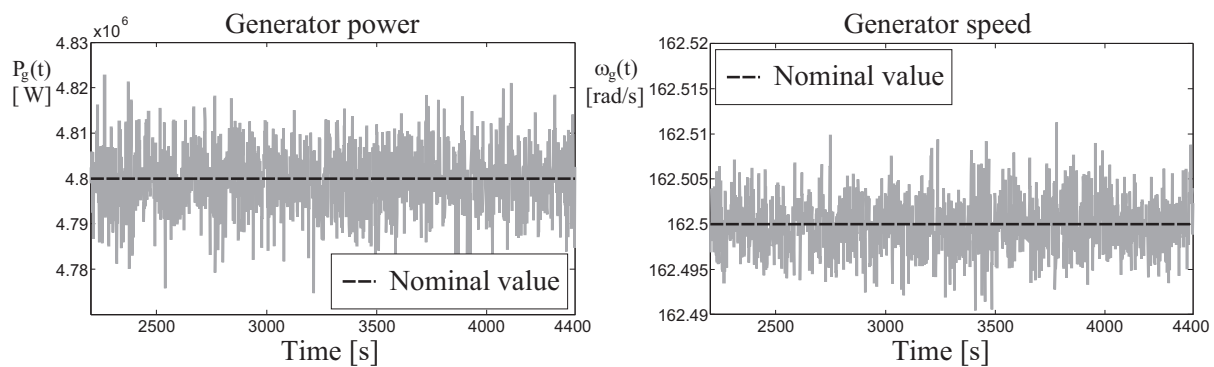 Generator power
x10⁶
4.83
P_g(t)
[ W]
4.82
4.81
4.8
4.79
4.78
Nominal value
2500
3000
3500
4000
4400
Time [s]
Generator speed
162.52
ω_g(t)
[rad/s]
162.515
162.51
162.505
162.5
162.495
162.49
Nominal value
2500
3000
3500
4000
4400
Time [s]